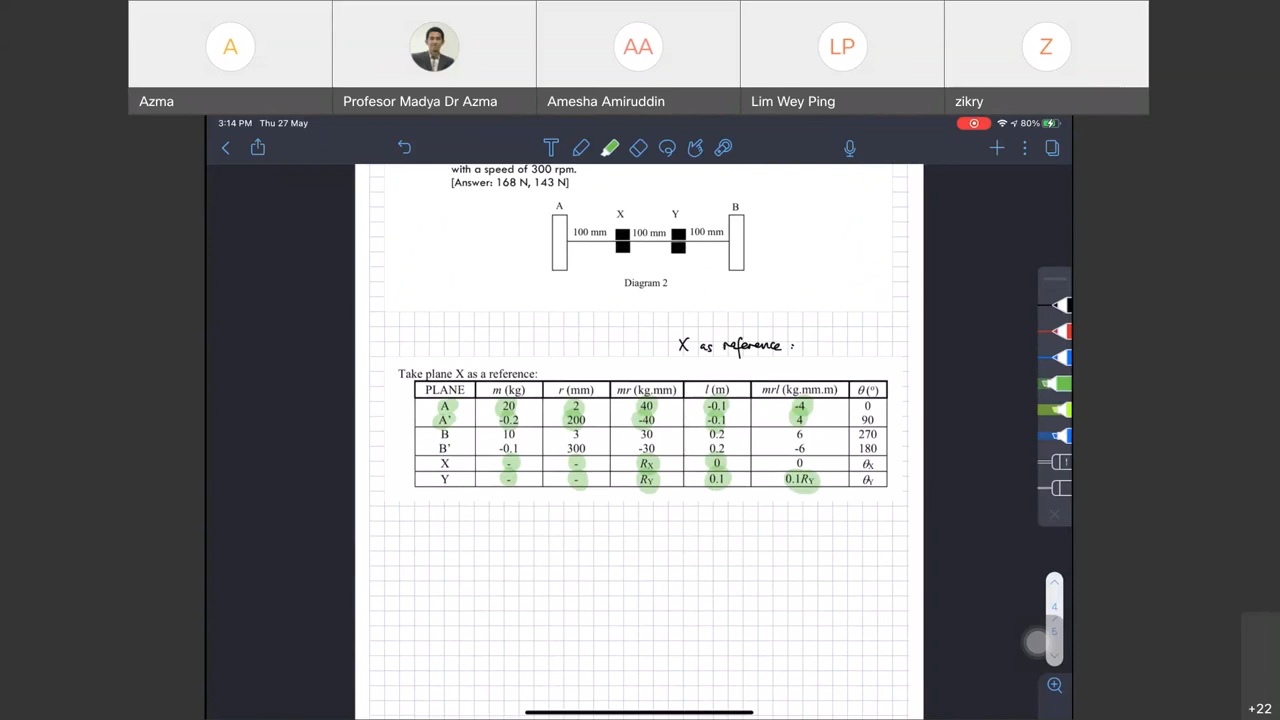 A
AA
LP
Z
Azma
Profesor Madya Dr Azma
Amesha Amiruddin
Lim Wey Ping
zikry
3:14 PM Thu 27 May
80%
with a speed of 300 rpm.
[Answer: 168 N, 143 N]
A X Y B
100 mm 100 mm 100 mm
Diagram 2
X as reference :
Take plane X as a reference:
PLANE m (kg) r (mm) mr (kg.mm) l (m) mrl (kg.mm.m) θ (°)
A 20 2 40 -0.1 -4 0
A' -0.2 200 -40 -0.1 4 90
B 10 3 30 0.2 6 270
B' -0.1 300 -30 0.2 -6 180
X - - RX 0 0 θX
Y - - RY 0.1 0.1RY θY
4
5
+22